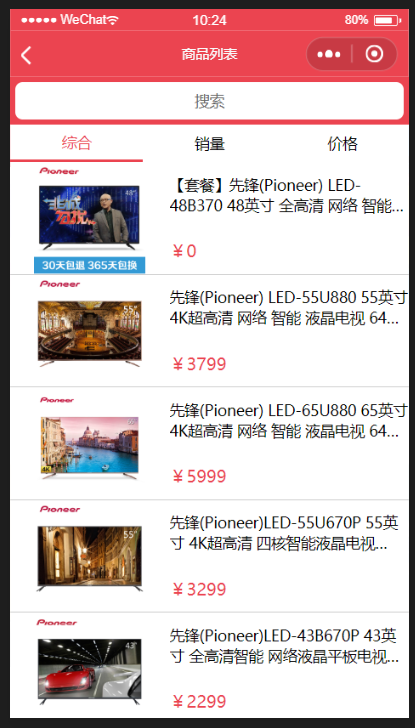 WeChat 10:24 80%
商品列表
搜索
综合 销量 价格
Pioneer
48"
30天包退 365天包换
【套餐】先锋(Pioneer) LED-
48B370 48英寸 全高清 网络 智能...
¥0
Pioneer
55"
先锋(Pioneer) LED-55U880 55英寸
4K超高清 网络 智能 液晶电视 64...
¥3799
Pioneer
4K
先锋(Pioneer) LED-65U880 65英寸
4K超高清 网络 智能 液晶电视 64...
¥5999
Pioneer
55"
先锋(Pioneer)LED-55U670P 55英
寸 4K超高清 四核智能液晶电视...
¥3299
Pioneer
43"
先锋(Pioneer)LED-43B670P 43英
寸 全高清智能 网络液晶平板电视...
¥2299